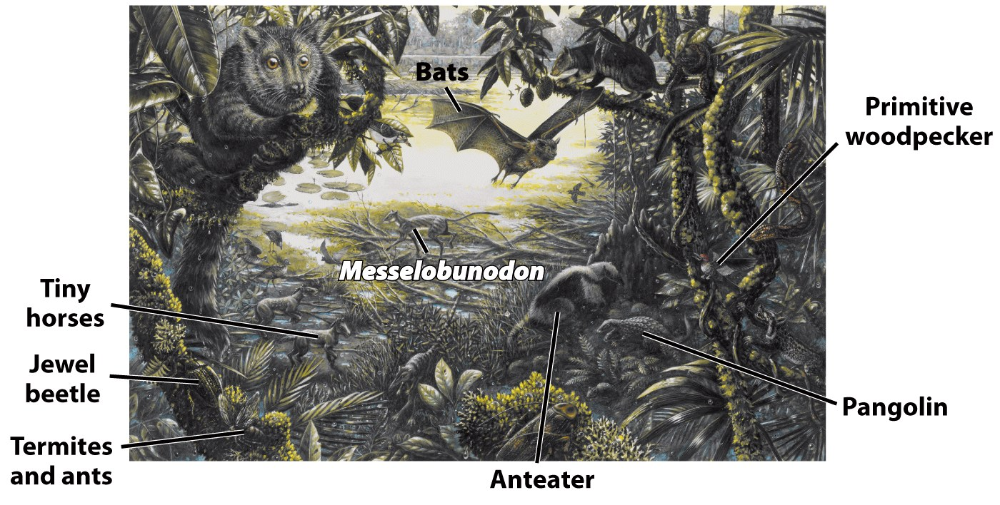 Bats
Primitive
woodpecker
Messelobunodon
Tiny
horses
Jewel
beetle
Termites
and ants
Pangolin
Anteater